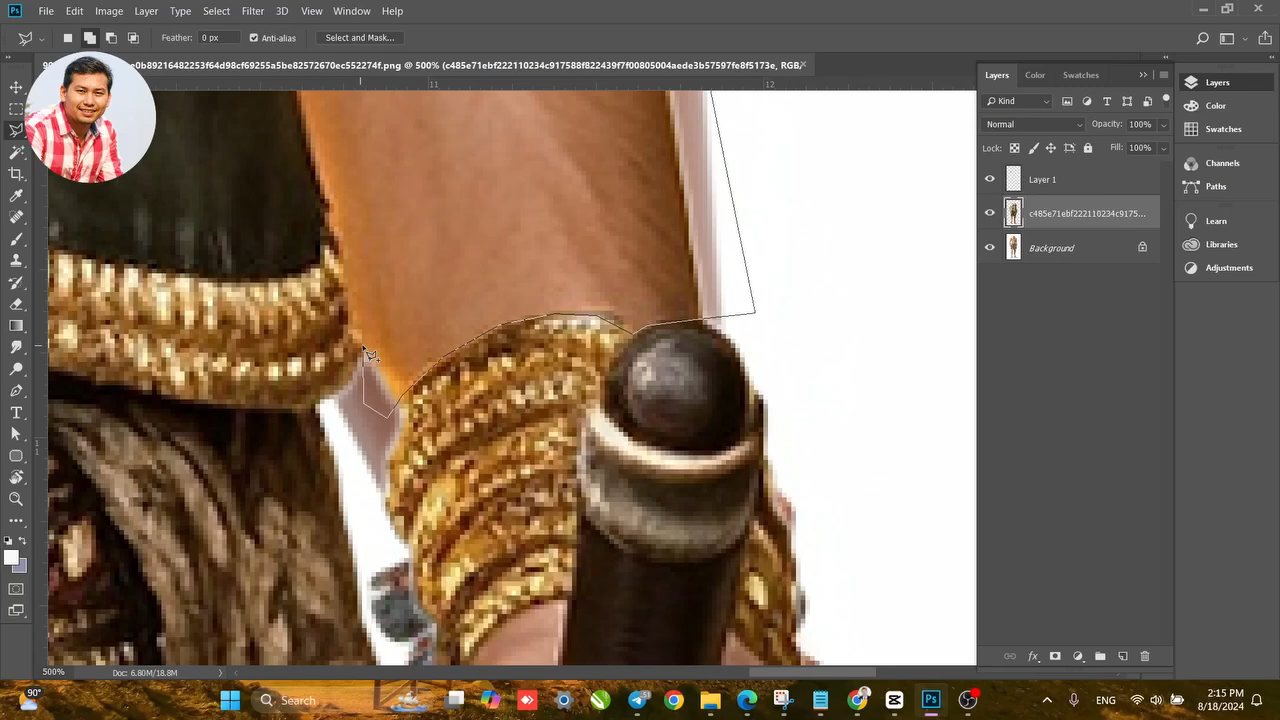 Ps File Edit Image Layer Type Select Filter 3D View Window Help
Feather: 0 px Anti-alias Select and Mask...
e0b89216482253f64d98cf69255a5be82572670ec552274f.png @ 500% (c485e71ebf222110234c917588f822439f7f00805004aede3b57597fe8f5173e, RGB/
11 12
Layers Color Swatches
Kind
Normal Opacity: 100%
Lock: Fill: 100%
Layer 1
c485e71ebf222110234c9175...
Background
Layers
Color
Swatches
Channels
Paths
Learn
Libraries
Adjustments
500% Doc: 6.80M/18.8M
90°
Search
ENG
2:15 PM
8/18/2024